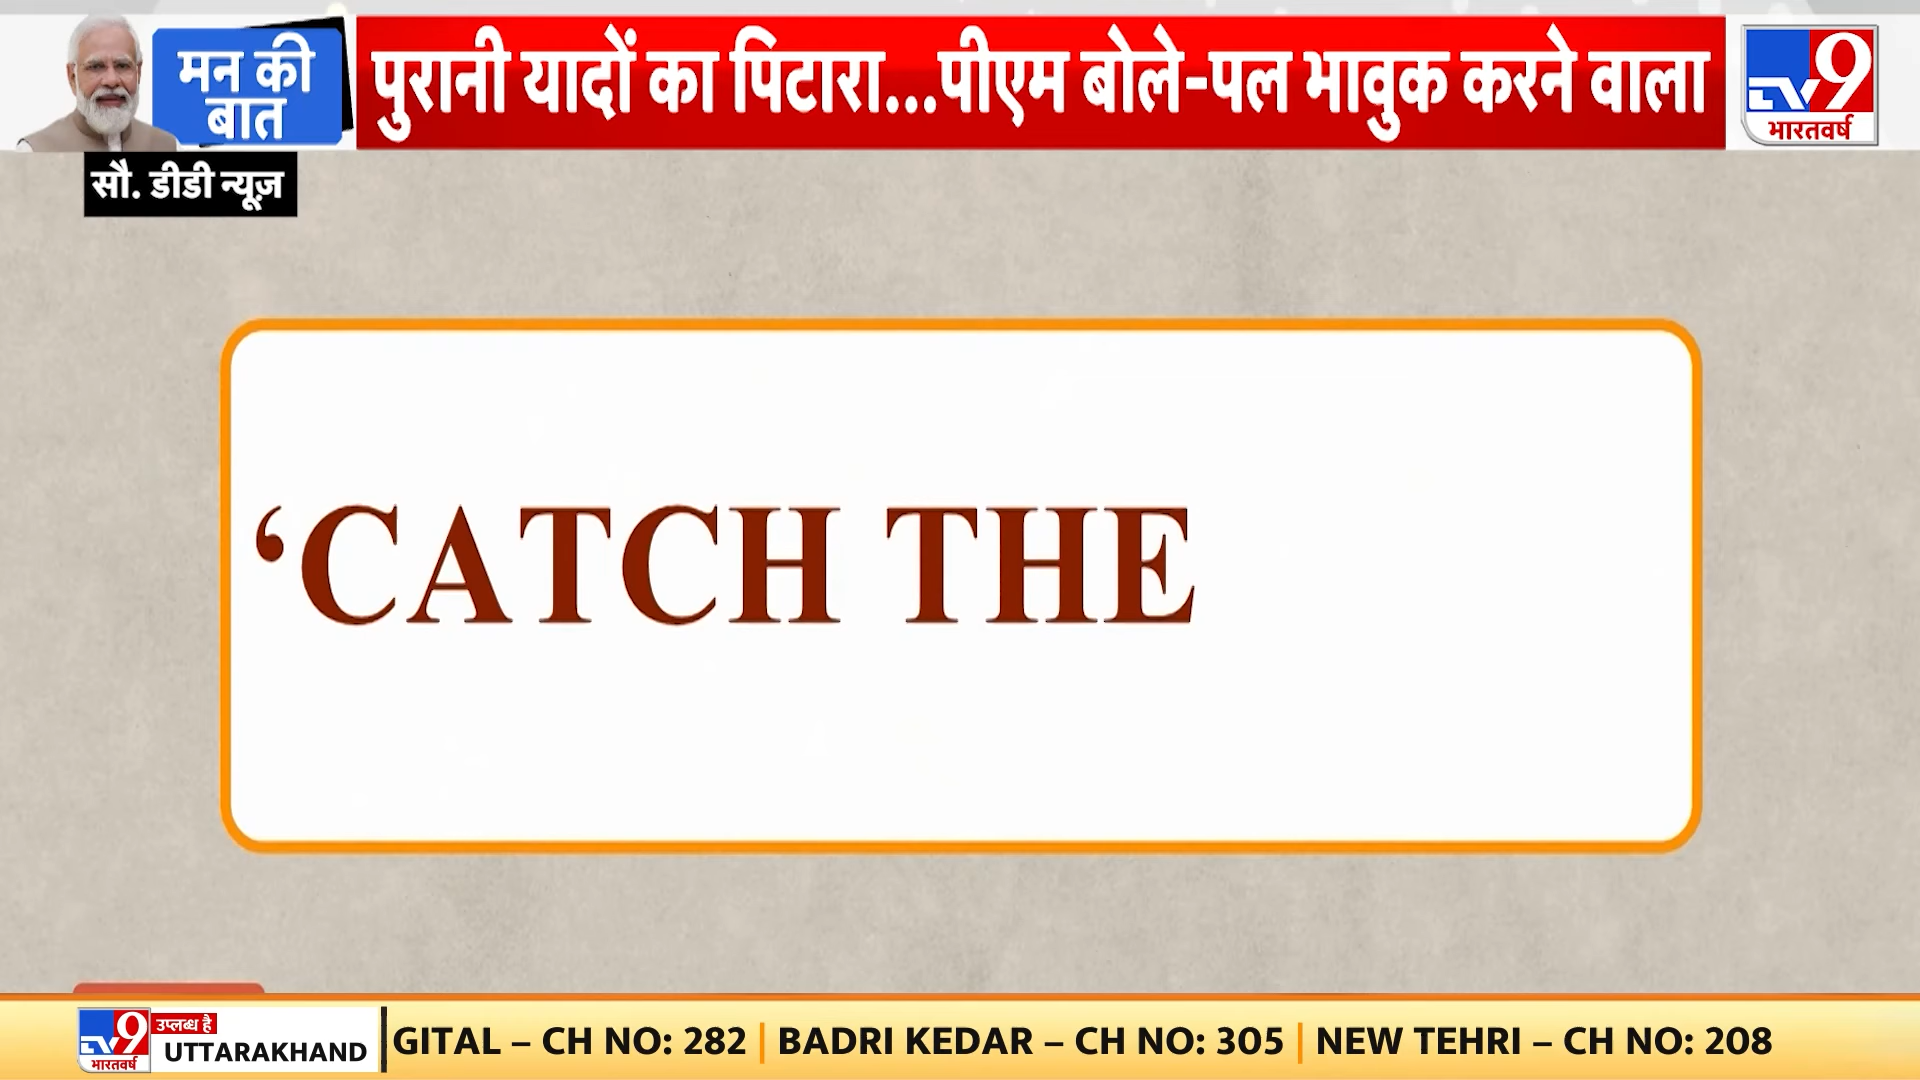 मन की
बात
पुरानी यादों का पिटारा...पीएम बोले-पल भावुक करने वाला
TV9
भारतवर्ष
सौ. डीडी न्यूज़
‘CATCH THE
TV9
भारतवर्ष
उपलब्ध है
UTTARAKHAND
GITAL – CH NO: 282 | BADRI KEDAR – CH NO: 305 | NEW TEHRI – CH NO: 208